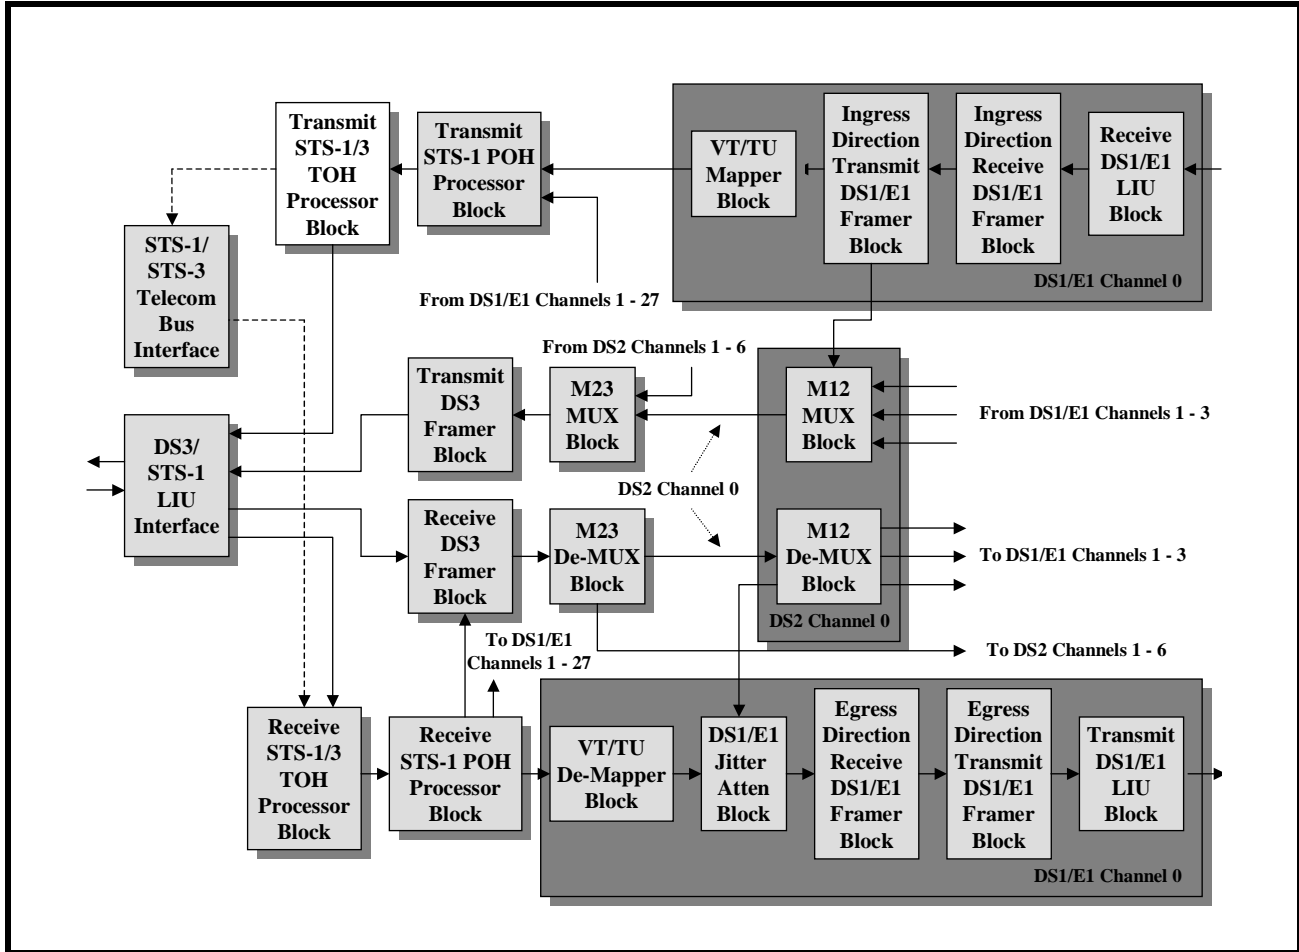 Transmit
STS-1/3
TOH
Processor
Block
Transmit
STS-1 POH
Processor
Block
VT/TU
Mapper
Block
Ingress
Direction
Transmit
DS1/E1
Framer
Block
Ingress
Direction
Receive
DS1/E1
Framer
Block
Receive
DS1/E1
LIU
Block
DS1/E1 Channel 0
STS-1/
STS-3
Telecom
Bus
Interface
From DS1/E1 Channels 1 - 27
From DS2 Channels 1 - 6
Transmit
DS3
Framer
Block
M23
MUX
Block
M12
MUX
Block
From DS1/E1 Channels 1 - 3
DS3/
STS-1
LIU
Interface
DS2 Channel 0
Receive
DS3
Framer
Block
M23
De-MUX
Block
M12
De-MUX
Block
To DS1/E1 Channels 1 - 3
DS2 Channel 0
To DS1/E1
Channels 1 - 27
To DS2 Channels 1 - 6
Receive
STS-1/3
TOH
Processor
Block
Receive
STS-1 POH
Processor
Block
VT/TU
De-Mapper
Block
DS1/E1
Jitter
Atten
Block
Egress
Direction
Receive
DS1/E1
Framer
Block
Egress
Direction
Transmit
DS1/E1
Framer
Block
Transmit
DS1/E1
LIU
Block
DS1/E1 Channel 0